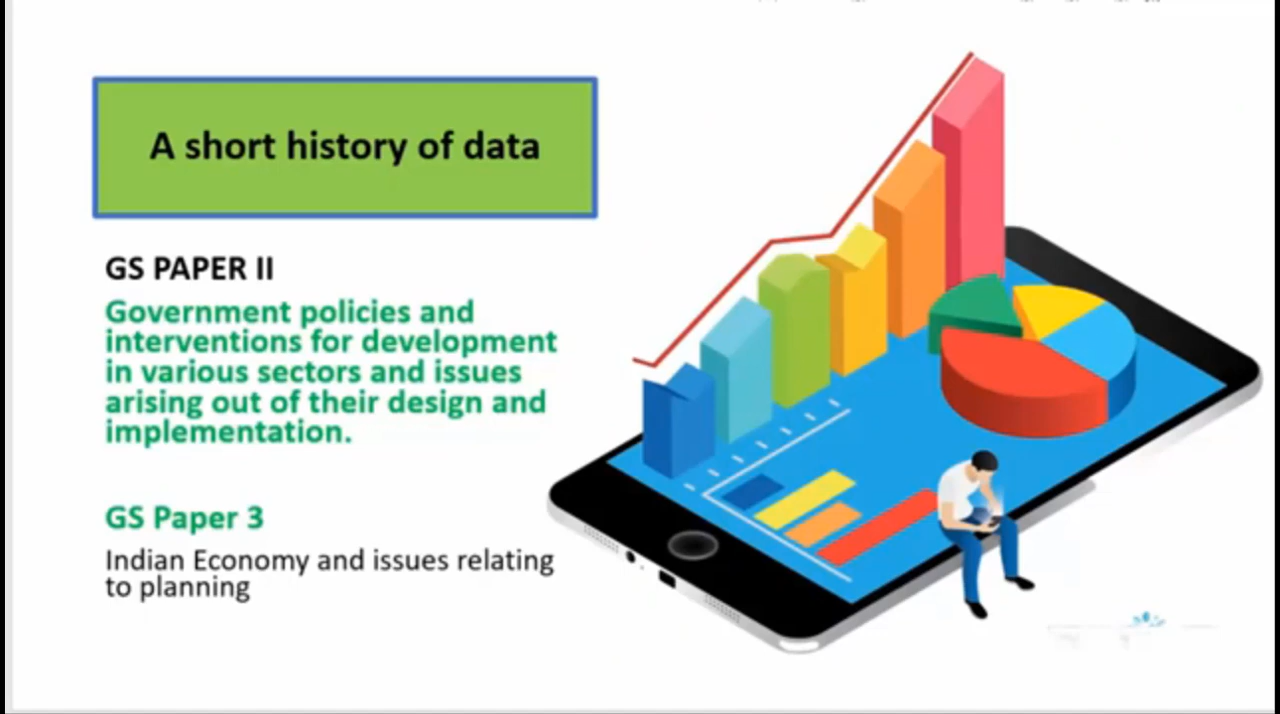 A short history of data
GS PAPER II
Government policies and
interventions for development
in various sectors and issues
arising out of their design and
implementation.
GS Paper 3
Indian Economy and issues relating
to planning